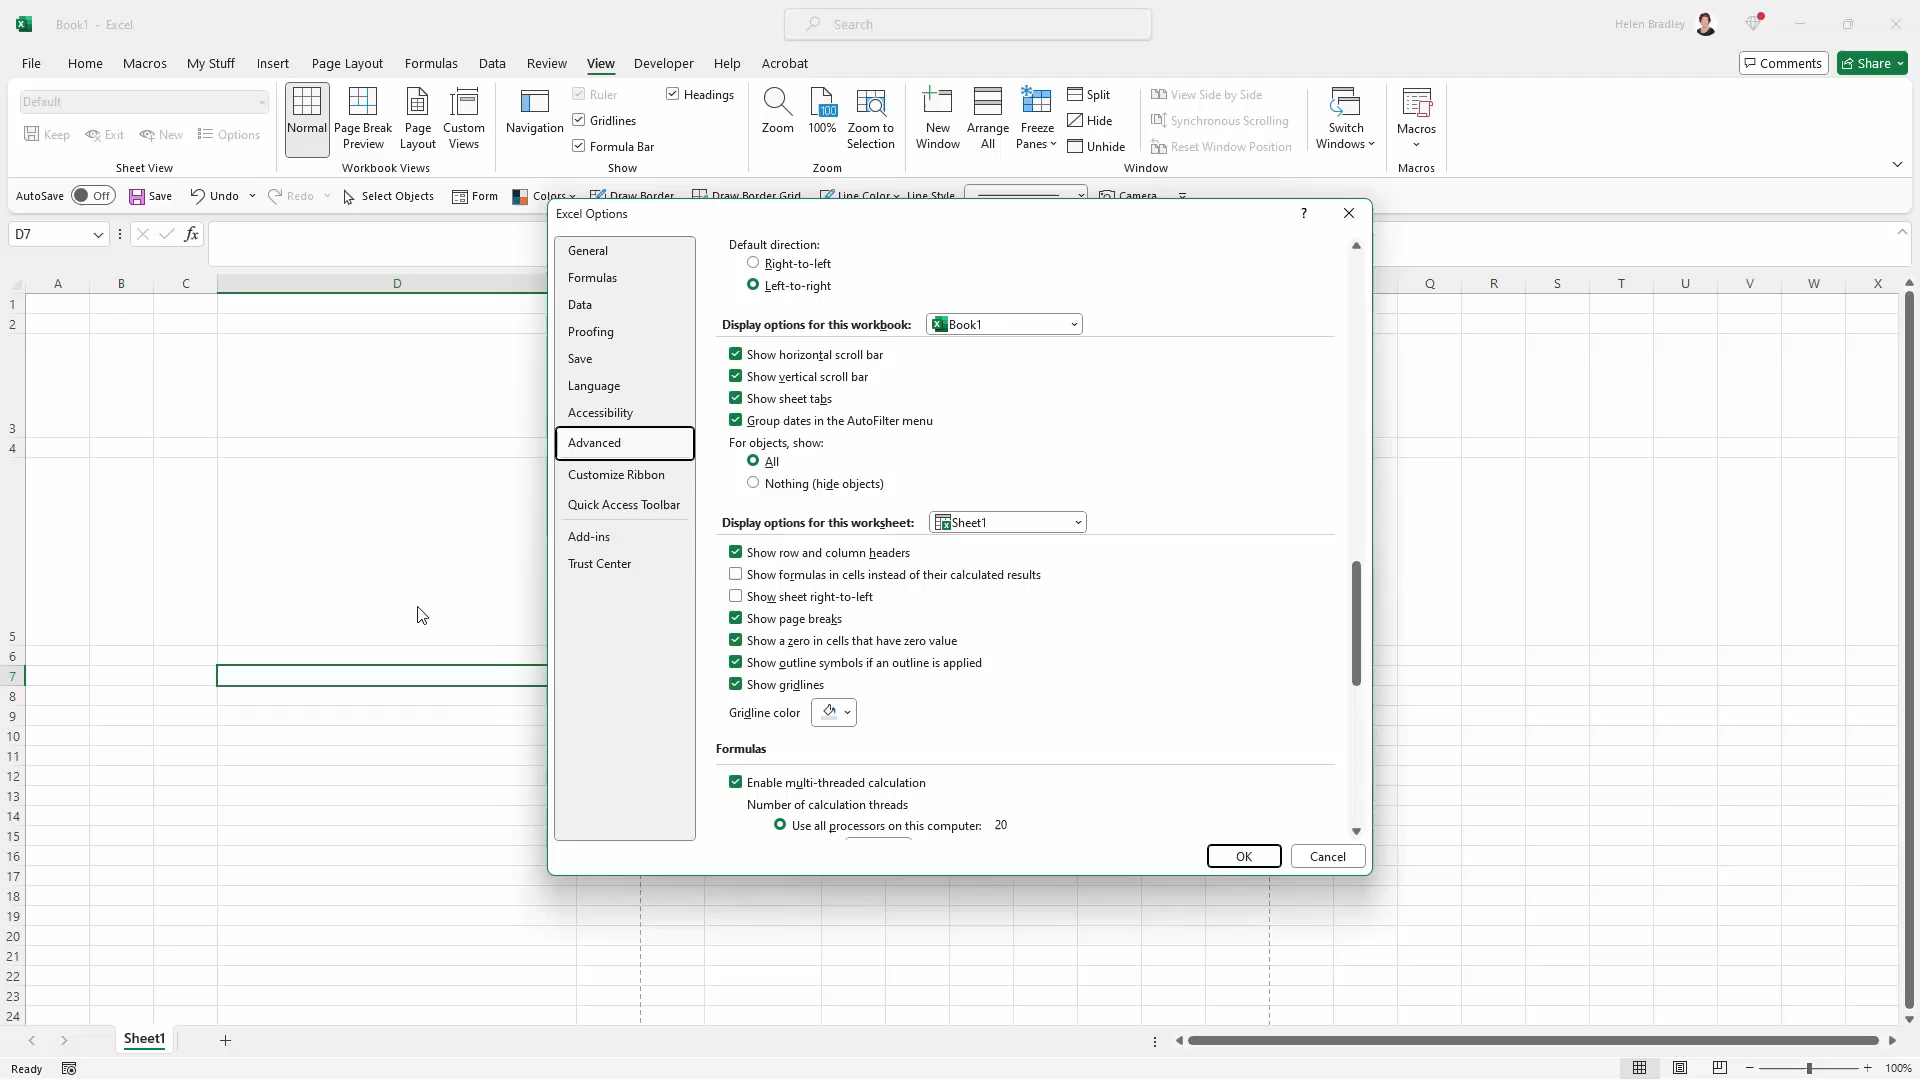 Book1 - Excel
Search
Helen Bradley
File Home Macros My Stuff Insert Page Layout Formulas Data Review View Developer Help Acrobat
Comments Share
Default
Keep Exit New Options
Sheet View
Normal
Page Break Preview
Page Layout
Custom Views
Workbook Views
Navigation
Ruler
Gridlines
Formula Bar
Headings
Show
Zoom
100
100%
Zoom to Selection
Zoom
New Window
Arrange All
Freeze Panes
Split
Hide
Unhide
View Side by Side
Synchronous Scrolling
Reset Window Position
Window
Switch Windows
Macros
Macros
AutoSave Off Save Undo Redo Select Objects Form Colors Draw Border Draw Border Grid Line Color Line Style Camera
D7 fx
A B C D Q R S T U V W X
1
2
3
4
5
6
7
8
9
10
11
12
13
14
15
16
17
18
19
20
21
22
23
24
Excel Options ?
General
Formulas
Data
Proofing
Save
Language
Accessibility
Advanced
Customize Ribbon
Quick Access Toolbar
Add-ins
Trust Center
Default direction:
Right-to-left
Left-to-right
Display options for this workbook: Book1
Show horizontal scroll bar
Show vertical scroll bar
Show sheet tabs
Group dates in the AutoFilter menu
For objects, show:
All
Nothing (hide objects)
Display options for this worksheet: Sheet1
Show row and column headers
Show formulas in cells instead of their calculated results
Show sheet right-to-left
Show page breaks
Show a zero in cells that have zero value
Show outline symbols if an outline is applied
Show gridlines
Gridline color
Formulas
Enable multi-threaded calculation
Number of calculation threads
Use all processors on this computer: 20
OK Cancel
Sheet1
Ready
100%